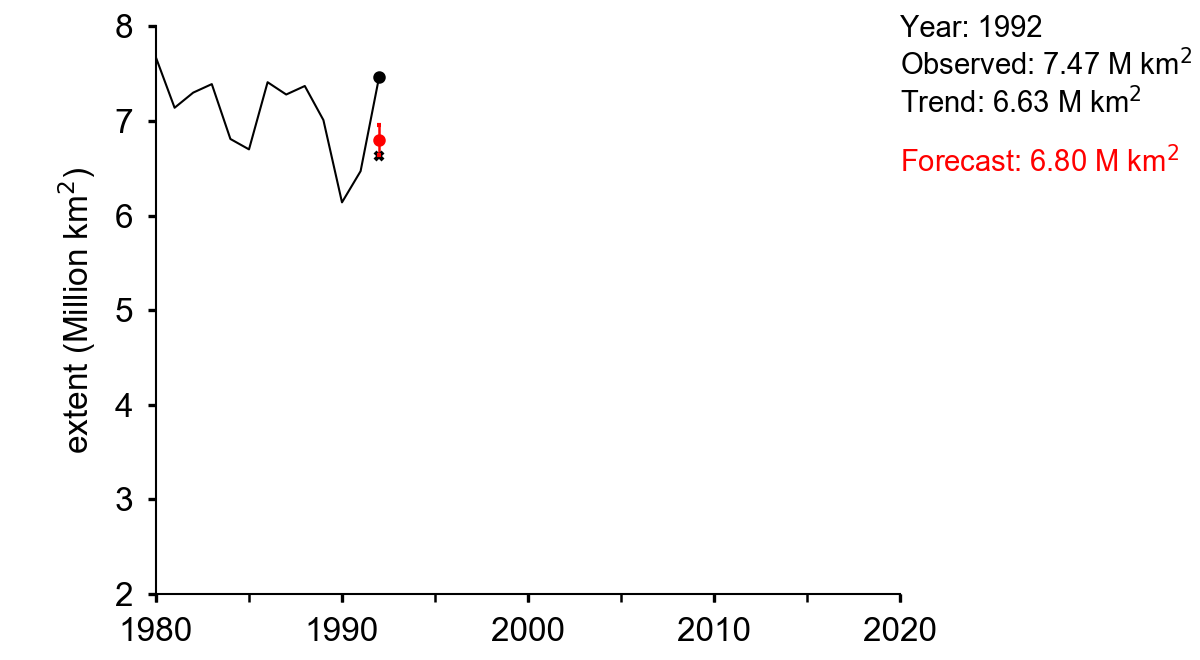 Year: 1992
Observed: 7.47 M km²
Trend: 6.63 M km²
Forecast: 6.80 M km²
extent (Million km²)
8
7
6
5
4
3
2
1980 1990 2000 2010 2020